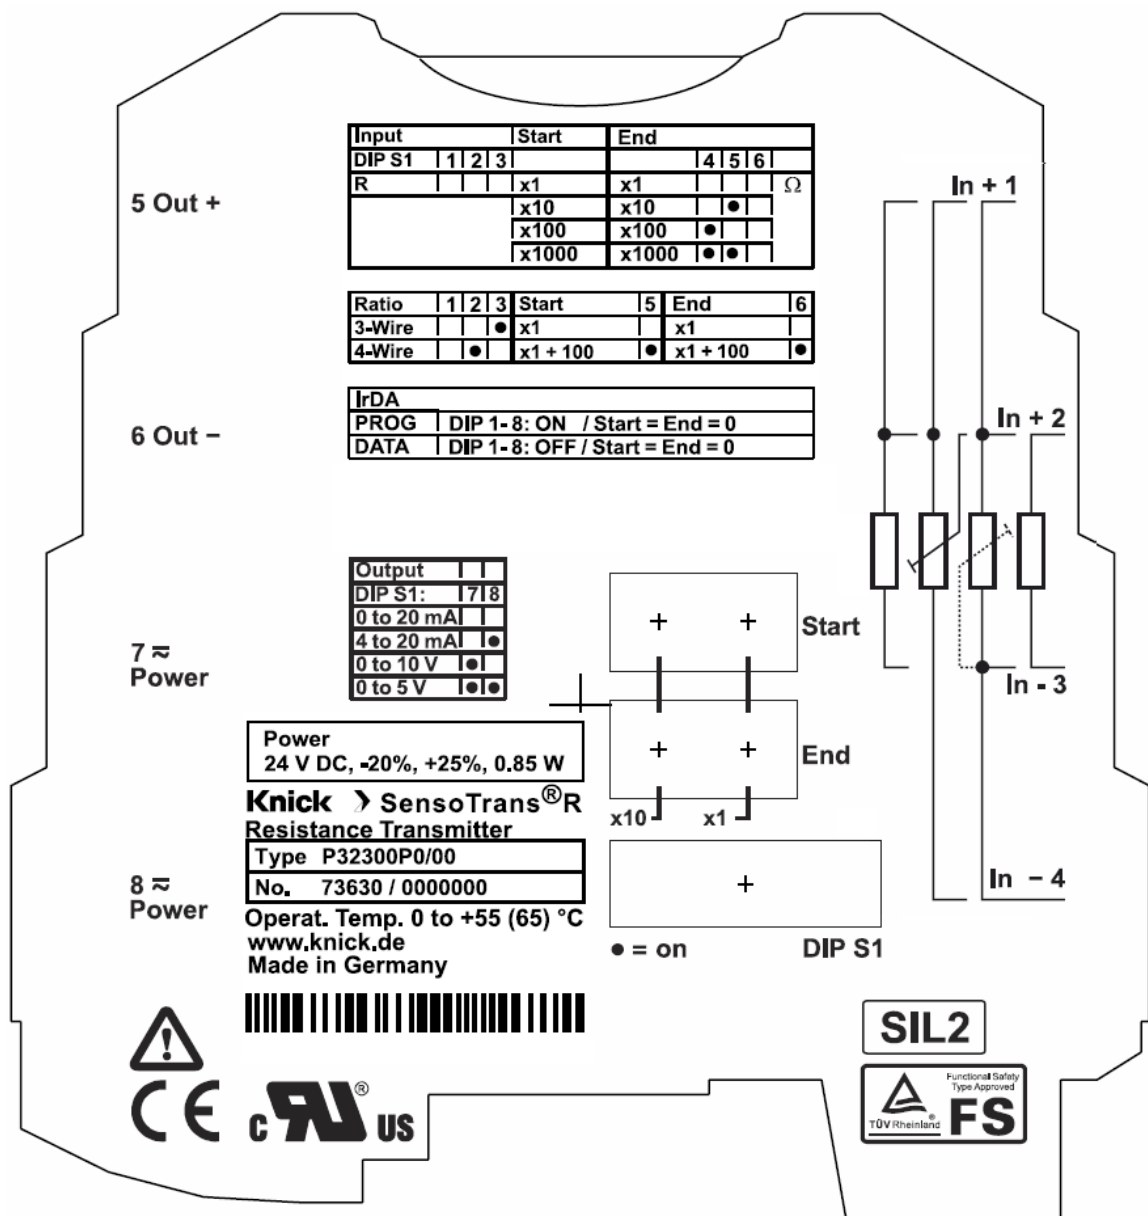 Input Start End
DIP S1 1 2 3 4 5 6
R x1 x1 Ω
x10 x10 ●
x100 x100 ●
x1000 x1000 ● ●
Ratio 1 2 3 Start 5 End 6
3-Wire ● x1 x1
4-Wire ● x1 + 100 ● x1 + 100 ●
IrDA
PROG DIP 1- 8: ON / Start = End = 0
DATA DIP 1- 8: OFF / Start = End = 0
5 Out +
6 Out −
7 ≂
Power
8 ≂
Power
In + 1
In + 2
In - 3
In − 4
Output
DIP S1: 7 8
0 to 20 mA
4 to 20 mA ●
0 to 10 V ●
0 to 5 V ● ●
Start
End
x10 x1
● = on DIP S1
Power
24 V DC, -20%, +25%, 0.85 W
Knick SensoTrans®R
Resistance Transmitter
Type P32300P0/00
No. 73630 / 0000000
Operat. Temp. 0 to +55 (65) °C
www.knick.de
Made in Germany
CE
C RU® US
SIL2
Functional Safety
Type Approved
TÜVRheinland®
FS